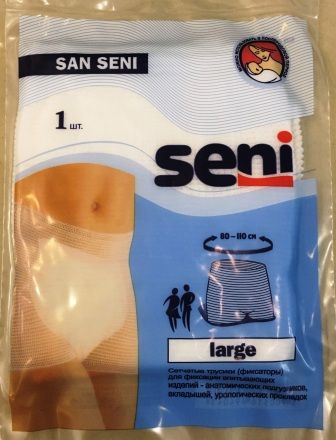 SAN SENI
1 шт.
seni
80 – 110 см
large
Сетчатые трусики (фиксаторы)
для фиксации впитывающих
изделий - анатомических подгузников,
вкладышей, урологических прокладок